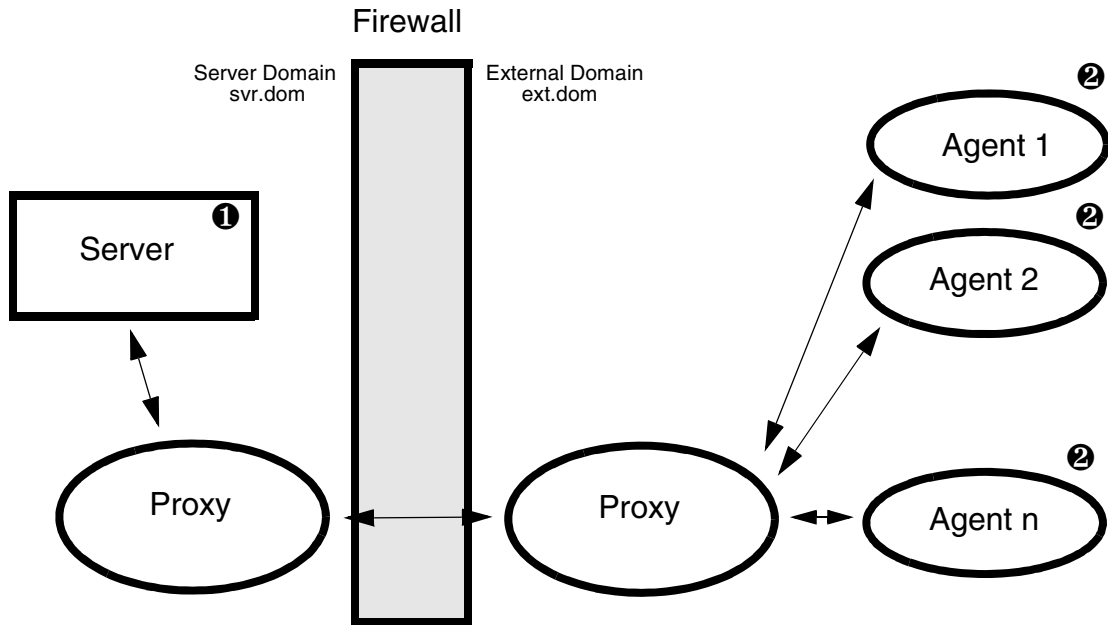 Firewall
Server Domain
svr.dom
External Domain
ext.dom
❷
Agent 1
❶
Server
❷
Agent 2
Proxy
Proxy
❷
Agent n